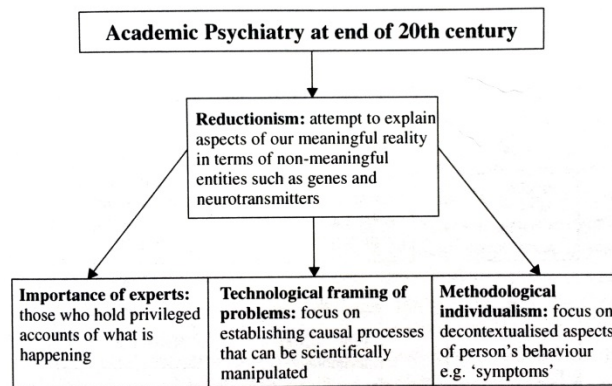 Academic Psychiatry at end of 20th century
Reductionism: attempt to explain
aspects of our meaningful reality
in terms of non-meaningful
entities such as genes and
neurotransmitters
Importance of experts:
those who hold privileged
accounts of what is
happening
Technological framing of
problems: focus on
establishing causal processes
that can be scientifically
manipulated
Methodological
individualism: focus on
decontextualised aspects
of person's behaviour
e.g. ‘symptoms’